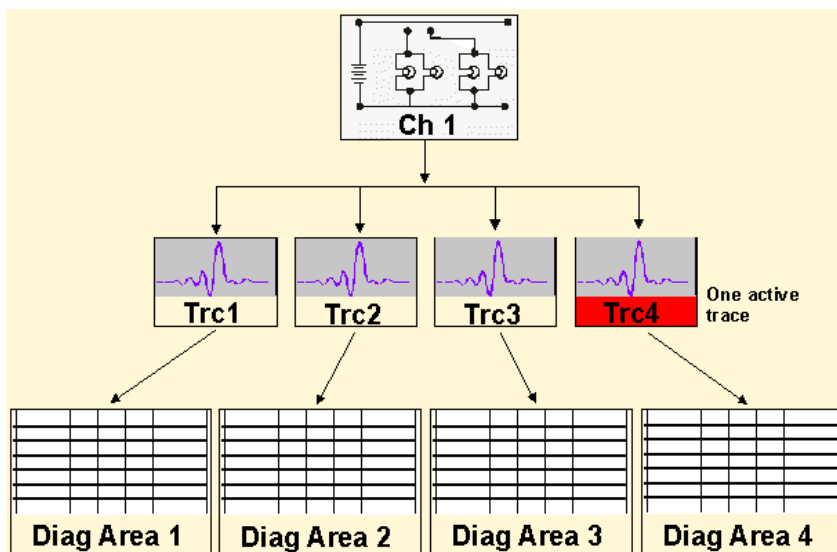 Ch 1
Trc1
Trc2
Trc3
Trc4
One active
trace
Diag Area 1
Diag Area 2
Diag Area 3
Diag Area 4